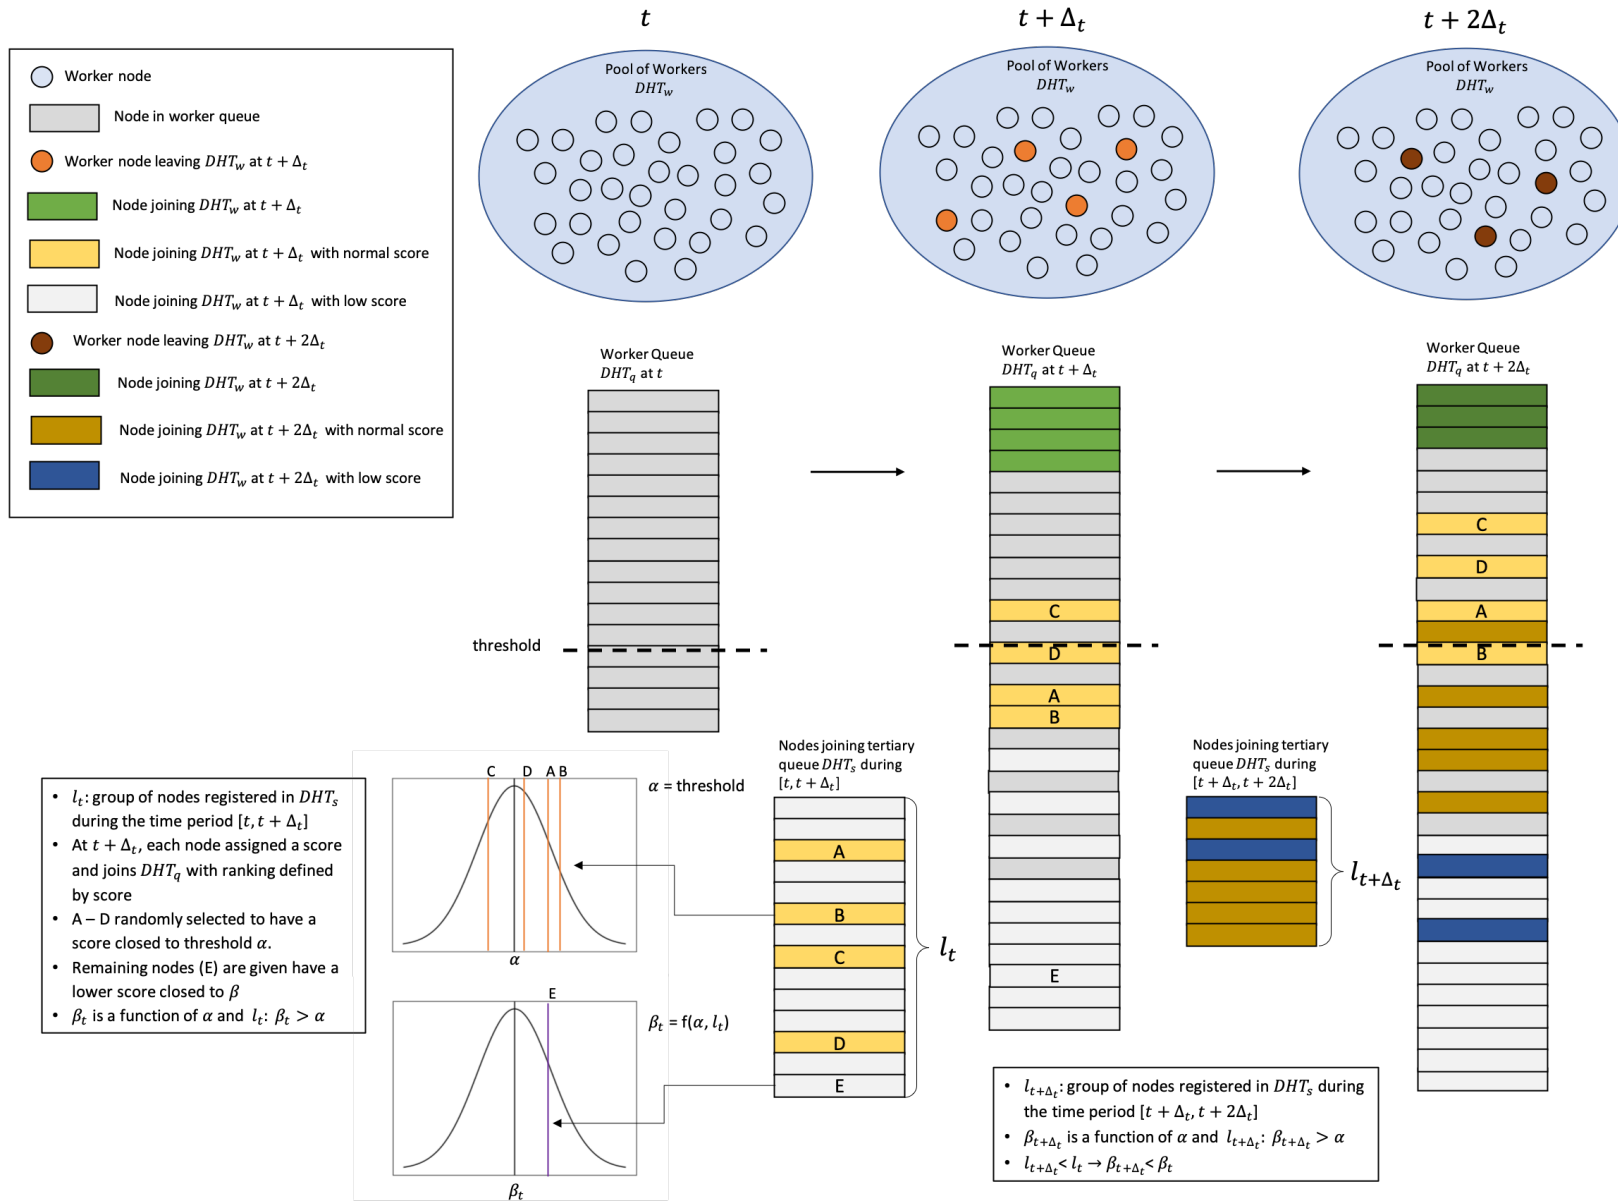 t
t + Δt
t + 2Δt
Worker node
Node in worker queue
Worker node leaving DHTw at t + Δt
Node joining DHTw at t + Δt
Node joining DHTw at t + Δt with normal score
Node joining DHTw at t + Δt with low score
Worker node leaving DHTw at t + 2Δt
Node joining DHTw at t + 2Δt
Node joining DHTw at t + 2Δt with normal score
Node joining DHTw at t + 2Δt with low score
Pool of Workers
DHTw
Pool of Workers
DHTw
Pool of Workers
DHTw
Worker Queue
DHTq at t
Worker Queue
DHTq at t + Δt
Worker Queue
DHTq at t + 2Δt
threshold
C
D
A
B
E
C
D
A
B
Nodes joining tertiary
queue DHTs during
[t, t + Δt]
A
B
C
D
E
lt
Nodes joining tertiary
queue DHTs during
[t + Δt, t + 2Δt]
lt+Δt
C D A B
α = threshold
α
E
βt = f(α, lt)
βt
• lt: group of nodes registered in DHTs
during the time period [t, t + Δt]
• At t + Δt, each node assigned a score
and joins DHTq with ranking defined
by score
• A – D randomly selected to have a
score closed to threshold α.
• Remaining nodes (E) are given have a
lower score closed to β
• βt is a function of α and lt: βt > α
• lt+Δt: group of nodes registered in DHTs during
the time period [t + Δt, t + 2Δt]
• βt+Δt is a function of α and lt+Δt: βt+Δt > α
• lt+Δt< lt → βt+Δt< βt